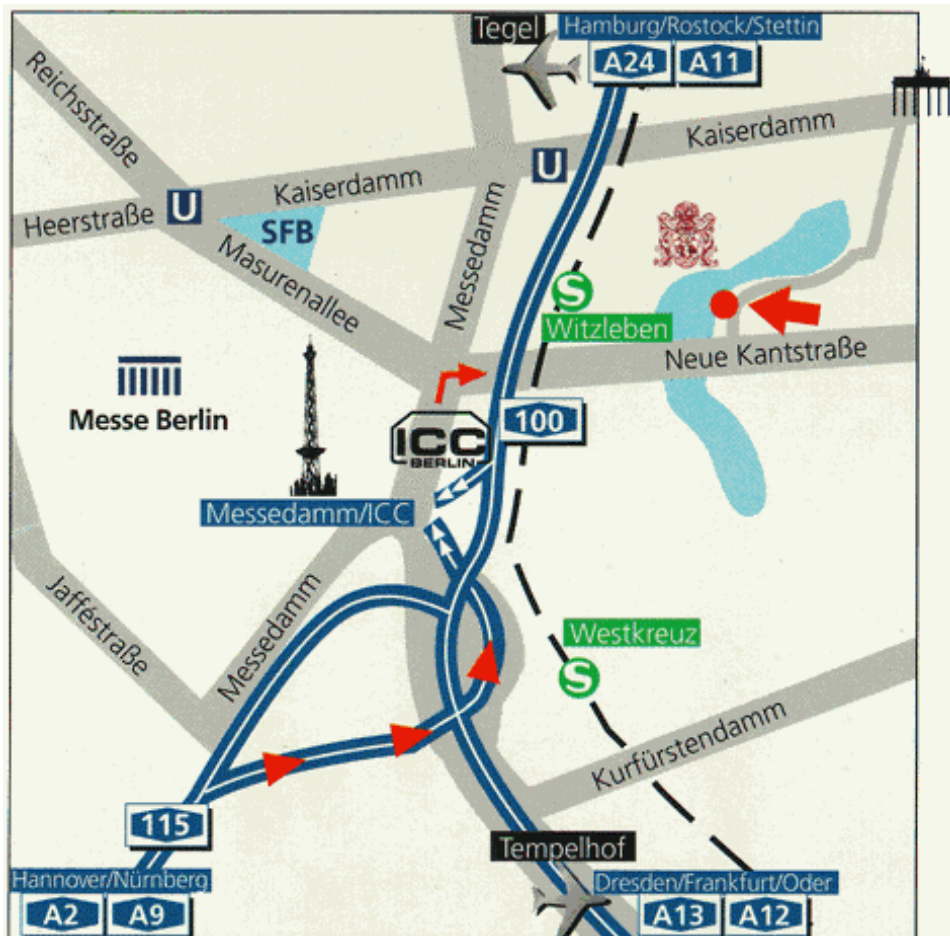 Tegel
Hamburg/Rostock/Stettin
A24
A11
Reichsstraße
Kaiserdamm
Kaiserdamm
U
U
Heerstraße
SFB
Messedamm
Masurenallee
S
Witzleben
Neue Kantstraße
Messe Berlin
100
ICC
BERLIN
Messedamm/ICC
Jafféstraße
Messedamm
Westkreuz
S
Kurfürstendamm
115
Tempelhof
Hannover/Nürnberg
Dresden/Frankfurt/Oder
A2
A9
A13
A12